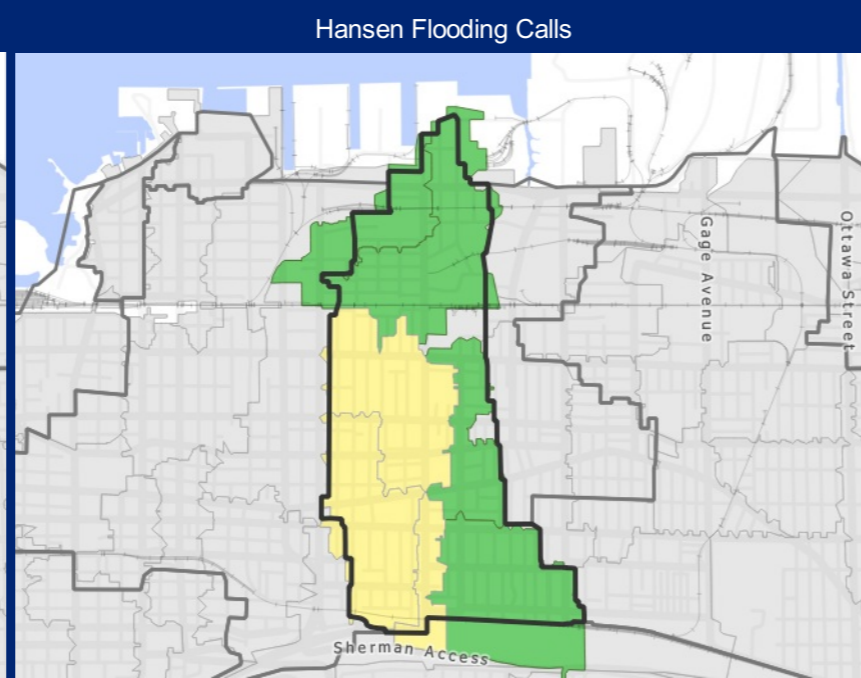 Hansen Flooding Calls
Gage Avenue
Ottawa Street
Sherman Access